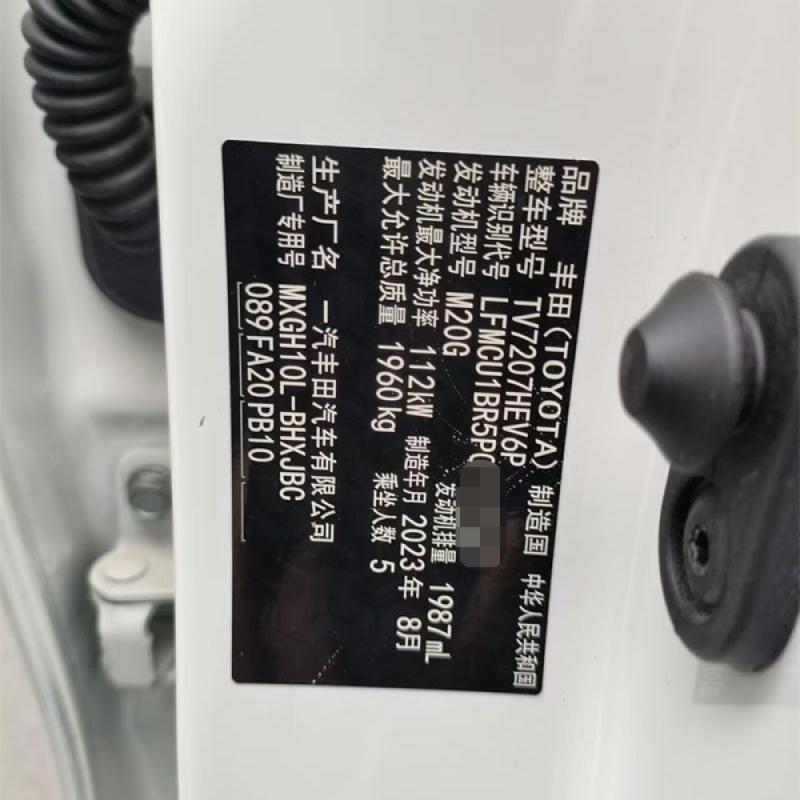 品牌 丰田(TOYOTA) 制造国 中华人民共和国
整车型号 TV7207HEV6P
车辆识别代号 LFMCU1BR5P0
发动机型号 M20G 发动机排量 1987mL
发动机最大净功率 112kW 制造年月 2023年 8月
最大允许总质量 1960kg 乘坐人数 5
生产厂名 一汽丰田汽车有限公司
制造厂专用号 MXGH10L-BHXJBC
089 FA20 PB10